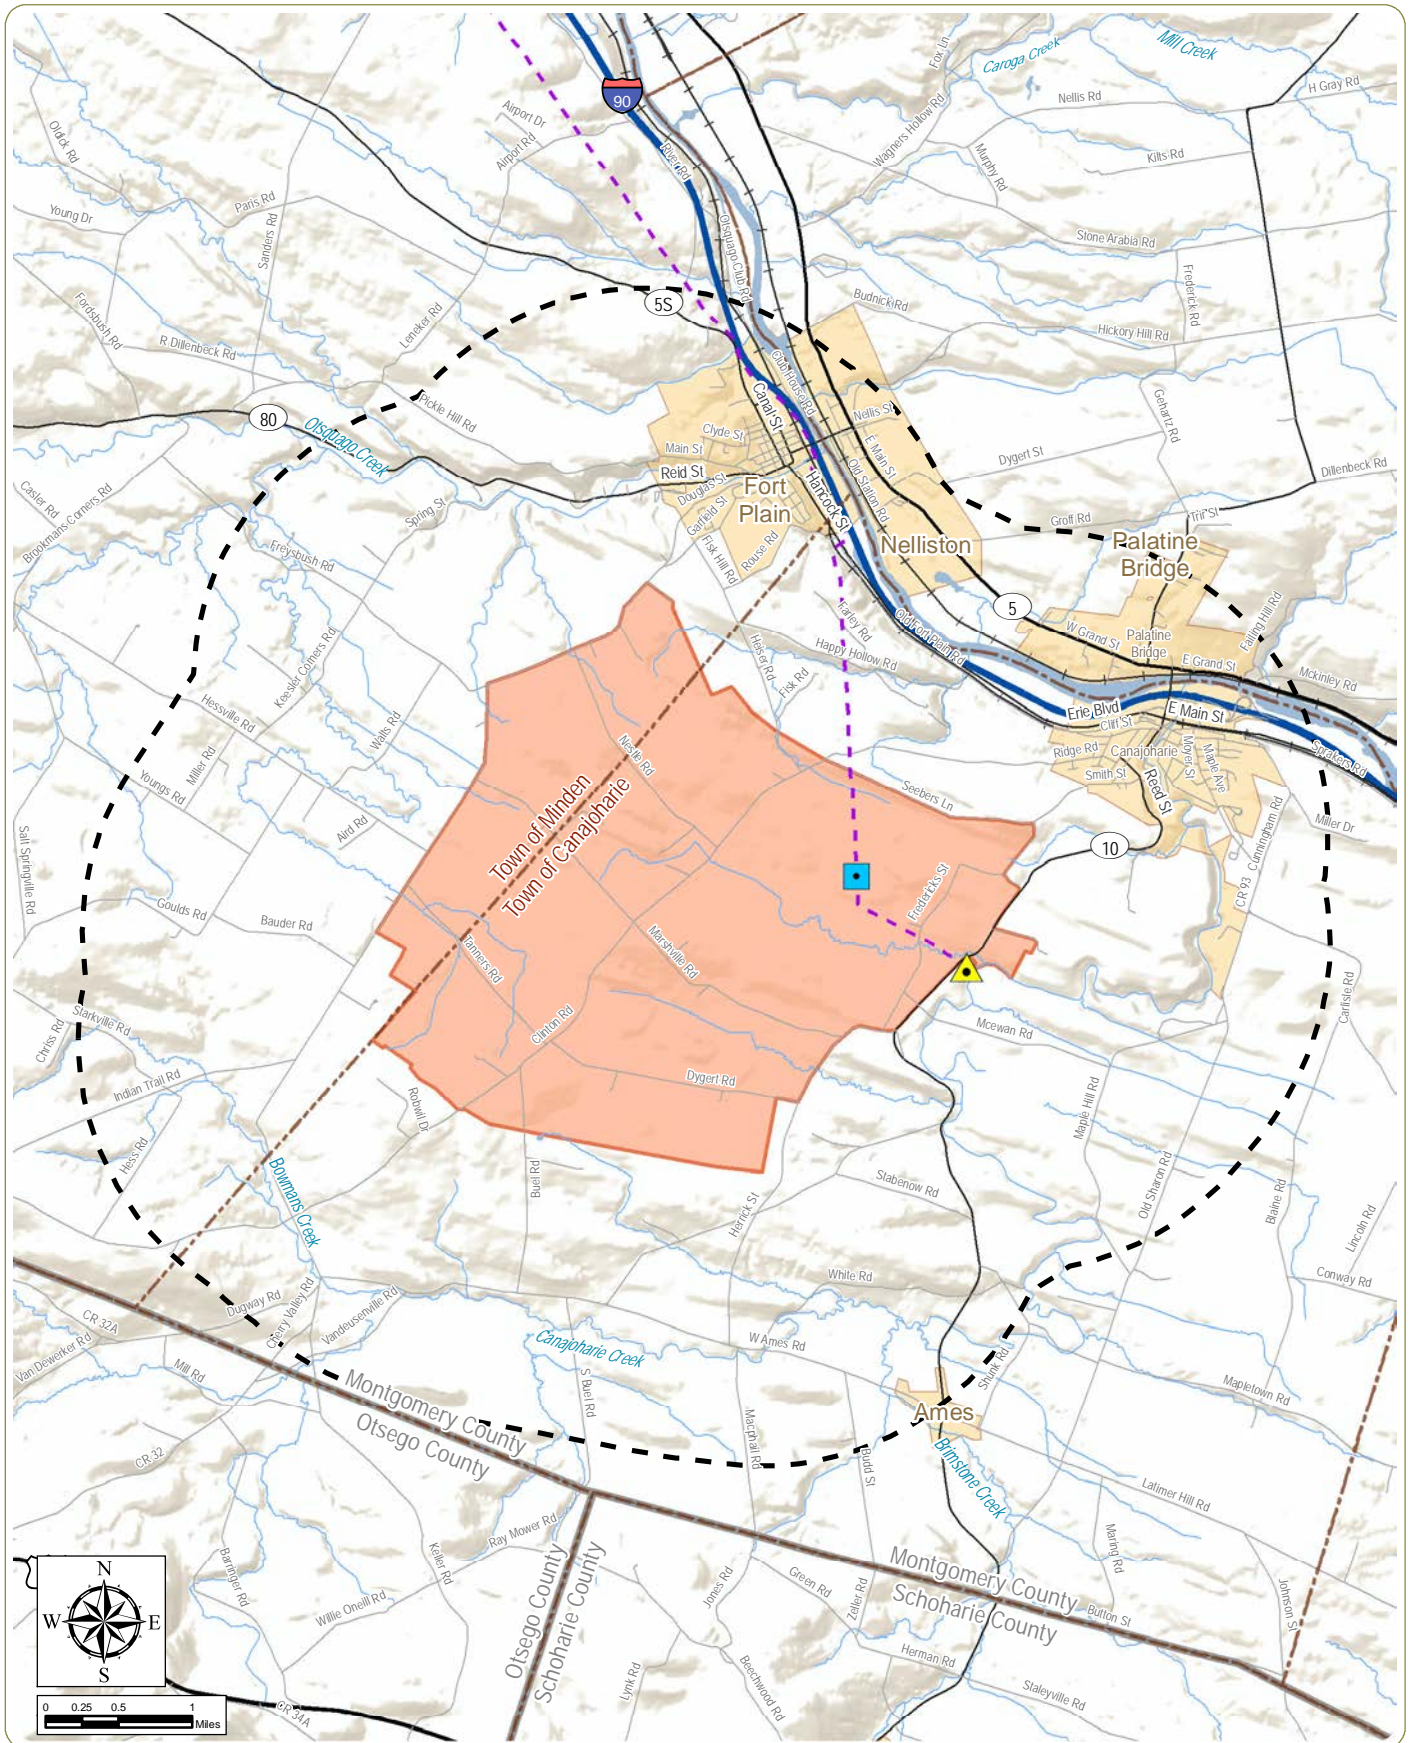 Fox Ln
Caroga Creek
Mill Creek
H Gray Rd
Nellis Rd
90
Airport Dr
Airport Rd
Wagners Hollow Rd
Oldick Rd
River Rd
Murphy Rd
Kilts Rd
Paris Rd
Young Dr
Sanders Rd
Otsquago Club Rd
Stone Arabia Rd
Frederick Rd
Fordsbush Rd
Leneker Rd
5S
Budnick Rd
Hickory Hill Rd
R Dillenbeck Rd
Club House Rd
Pickle Hill Rd
80
Otsquago Creek
Canal St
Nellis St
Gehartz Rd
Clyde St
Main St
E Main St
Dygert St
Dillenbeck Rd
Reid St
Douglas St
Old Station Rd
Fort
Plain
Hancock St
Casler Rd
Brookmans Corners Rd
Spring St
Garfield St
Groff Rd
Trif St
Freysbush Rd
Fisk Hill Rd
Rouse Rd
Nelliston
Palatine
Bridge
5
Farley Rd
Old Fort Plain Rd
W Grand St
Palatine
Bridge
Failing Hill Rd
Keesler Corners Rd
Heiser Rd
Happy Hollow Rd
E Grand St
Mckinley Rd
Fisk Rd
Hessville Rd
Erie Blvd
E Main St
Cliff St
Walts Rd
Nestle Rd
Ridge Rd
Canajoharie
Moyer St
Maple Ave
Sprakers Rd
Miller Rd
Smith St
Reed St
Youngs Rd
Seebers Ln
Town of Minden
Town of Canajoharie
Aird Rd
Miller Dr
10
CR 93
Cunningham Rd
Salt Springville Rd
Fredericks St
Goulds Rd
Bauder Rd
Tanners Rd
Marshville Rd
Carlisle Rd
Starkville Rd
Chriss Rd
Clinton Rd
Mcewan Rd
Indian Trail Rd
Dygert Rd
Robwil Dr
Maple Hill Rd
Hess Rd
Bowmans Creek
Buel Rd
Slabenow Rd
Old Sharon Rd
Herrick St
Blaine Rd
Lincoln Rd
White Rd
Conway Rd
Dugway Rd
Cherry Valley Rd
Vandeusenville Rd
CR 32A
Van Dewerker Rd
Mill Rd
Canajoharie Creek
W Ames Rd
Shunk Rd
Mapletown Rd
Montgomery County
Otsego County
S Buel Rd
Macphail Rd
Ames
Budd St
Brimstone Creek
CR 32
Latimer Hill Rd
Ray Mower Rd
Maring Rd
Keller Rd
Barringer Rd
Otsego County
Schoharie County
Montgomery County
Schoharie County
Jones Rd
Green Rd
Zeller Rd
Button St
Johnson St
Willie Oneill Rd
Herman Rd
Lynk Rd
Beechwood Rd
Staleyville Rd
CR 34A
N
W
E
S
0 0.25 0.5 1
Miles